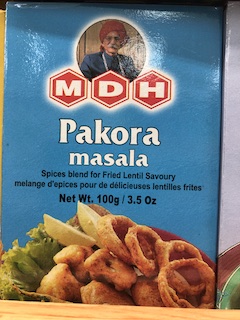 MDH
Pakora
masala
Spices blend for Fried Lentil Savoury
melange d'epices pour de délicieuses lentilles frites
Net Wt. 100g / 3.5 Oz